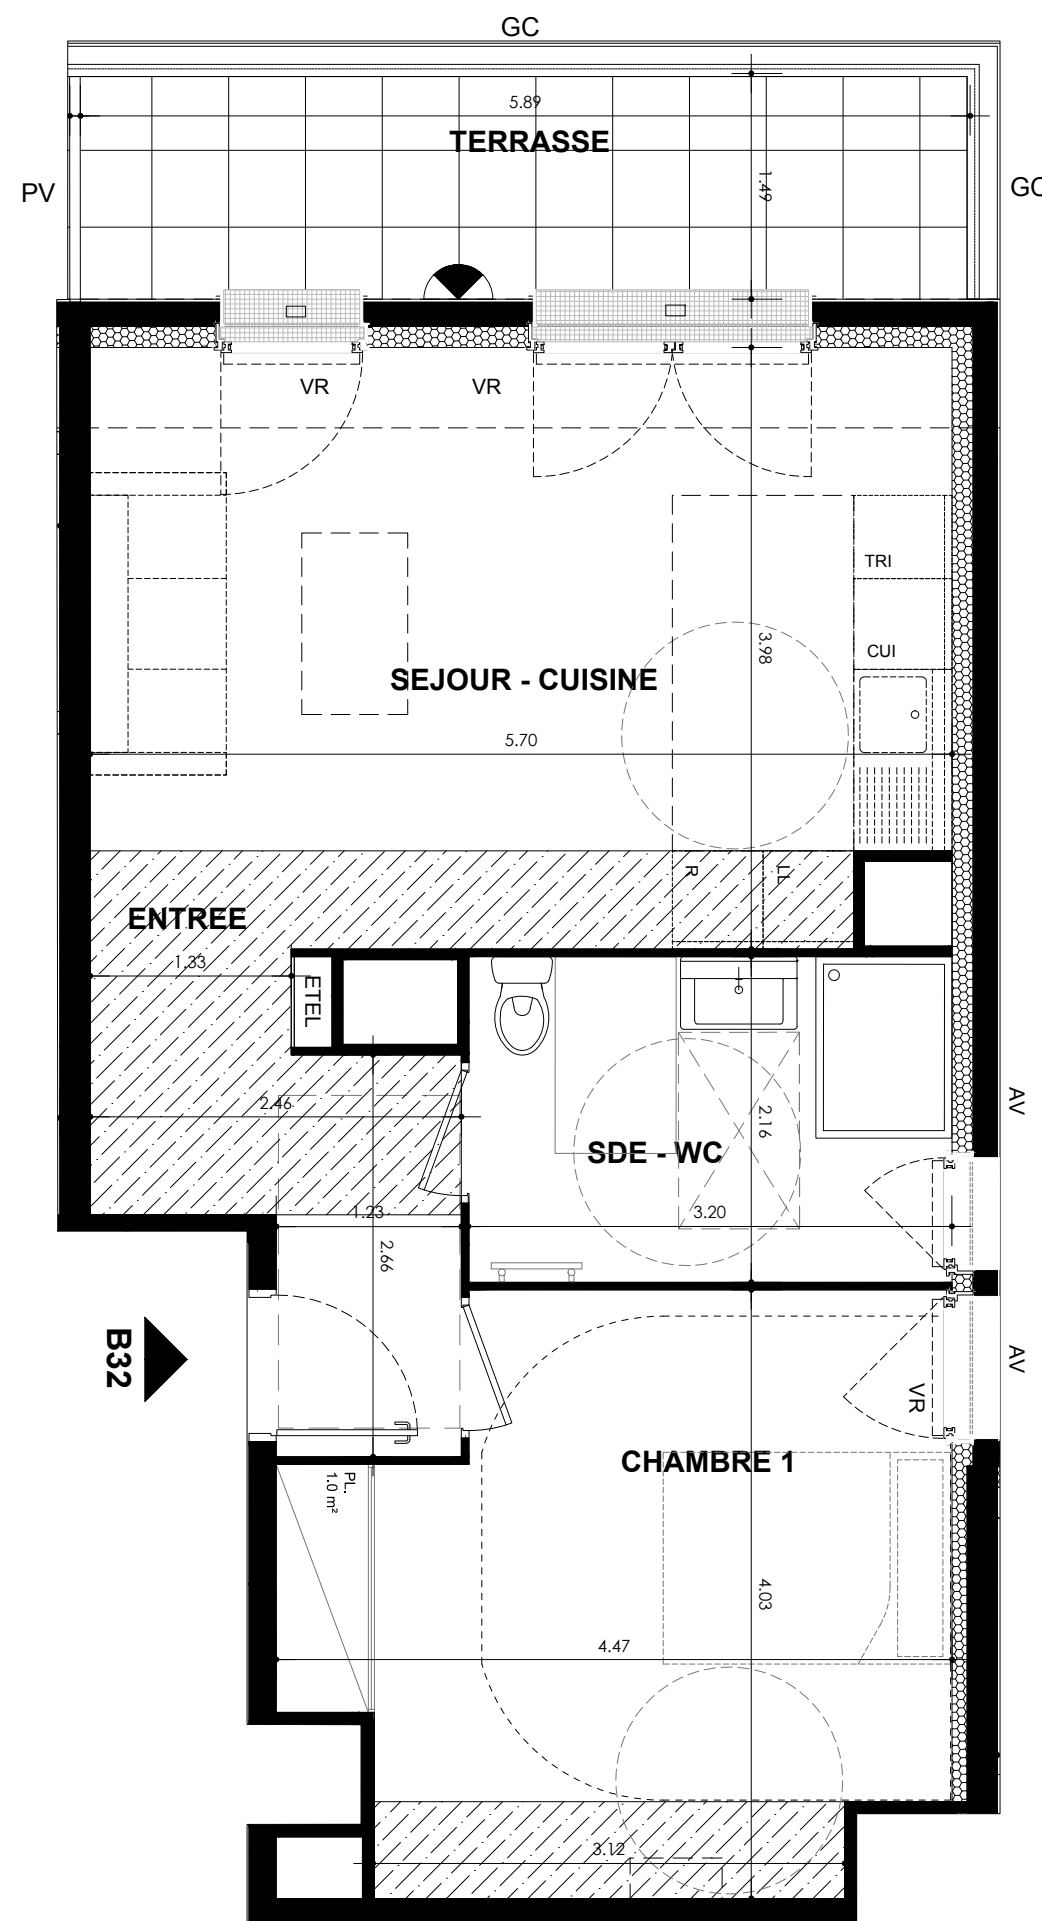 GC
5.89
TERRASSE
1.49
PV
GC
VR
VR
TRI
CUI
3.98
SEJOUR - CUISINE
5.70
R
LL
ENTREE
1.33
ETEL
2.46
2.16
AV
SDE - WC
1.23
3.20
2.66
B32
AV
VR
CHAMBRE 1
PL.
1.0 m²
4.03
4.47
3.12